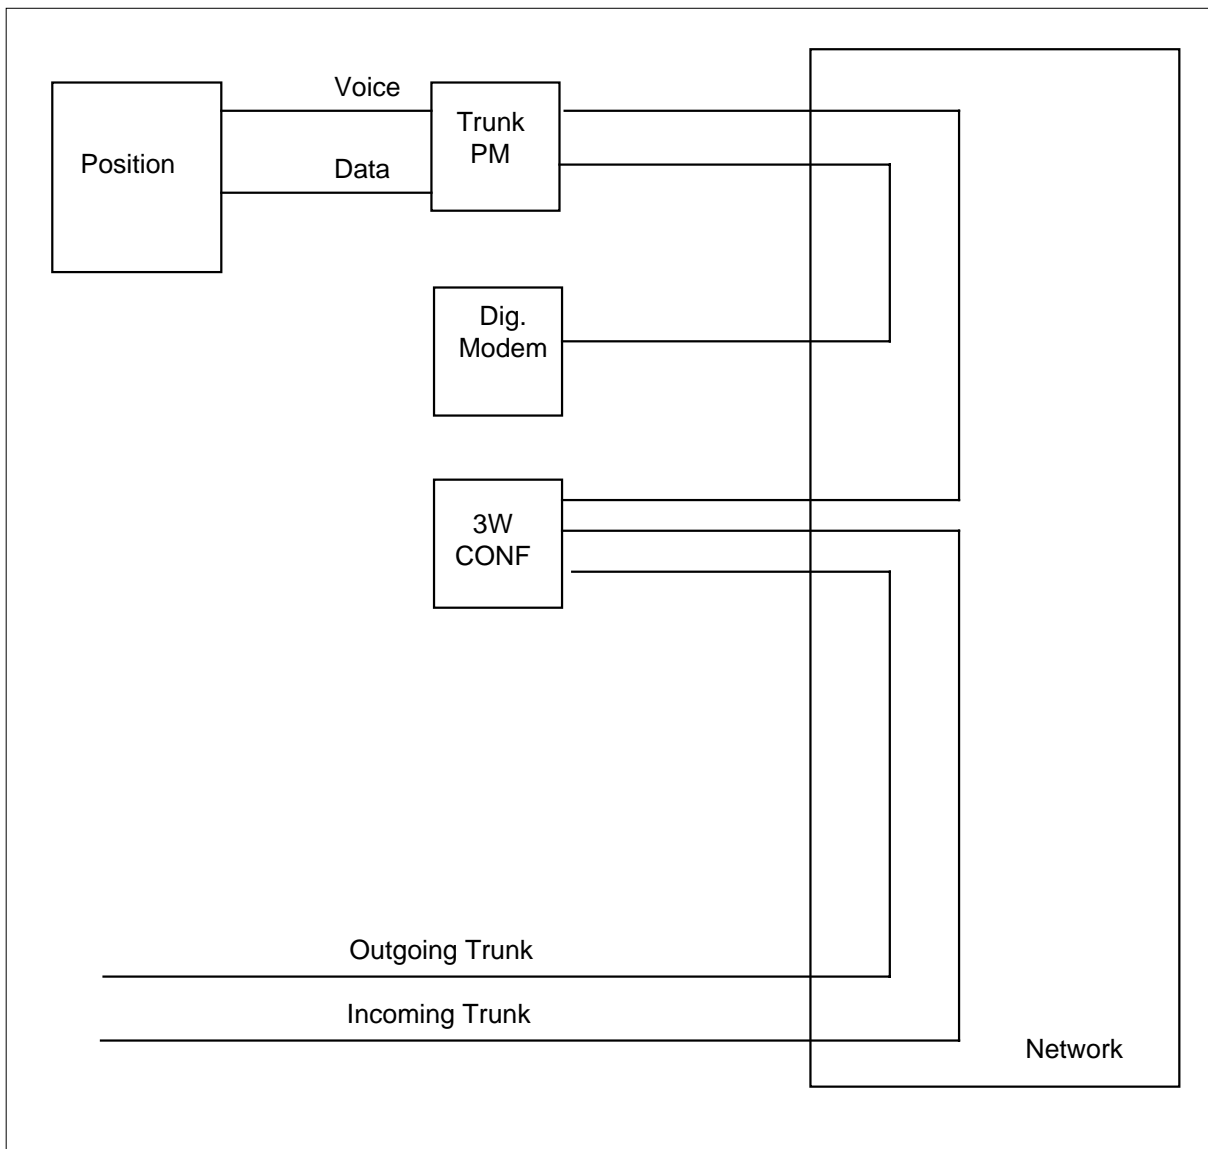 Voice
Position
Data
Trunk
PM
Dig.
Modem
3W
CONF
Outgoing Trunk
Incoming Trunk
Network